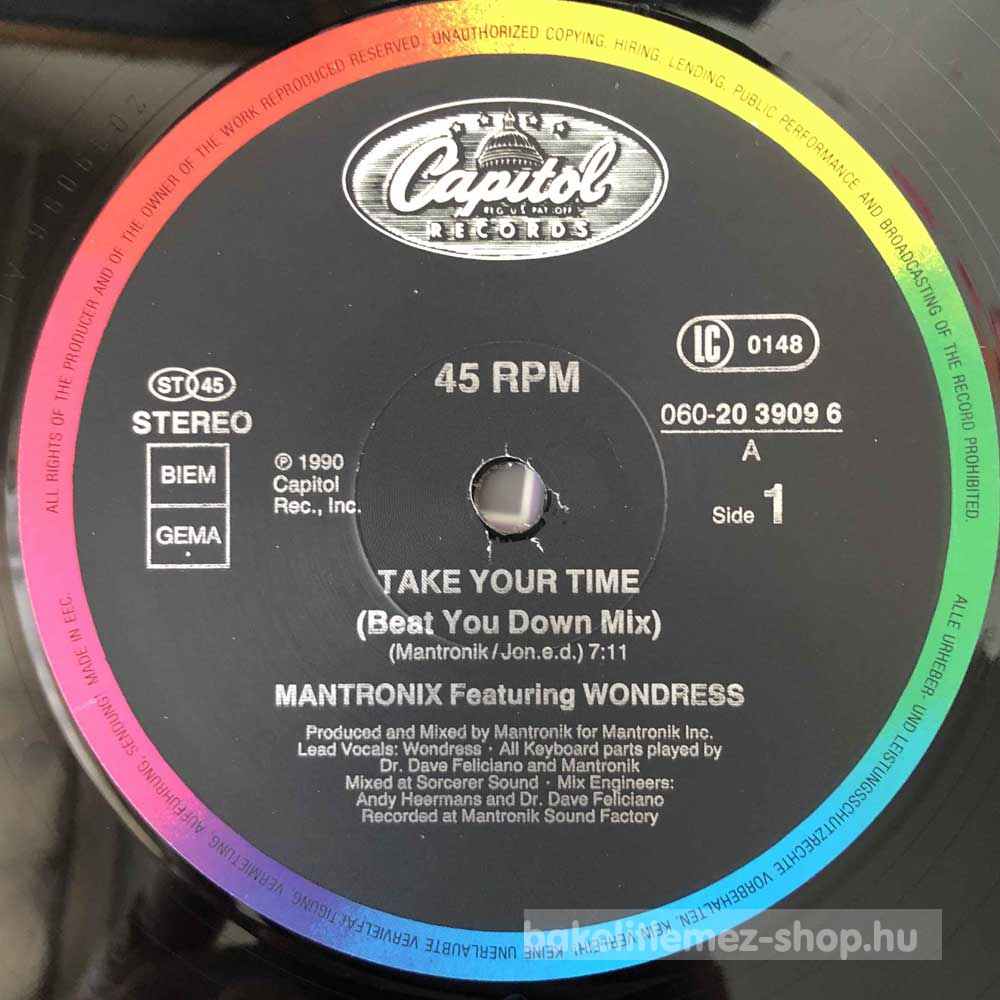 ALL RIGHTS OF THE PRODUCER AND OF THE OWNER OF THE WORK REPRODUCED RESERVED. UNAUTHORIZED COPYING, HIRING, LENDING, PUBLIC PERFORMANCE AND BROADCASTING OF THE RECORD PROHIBITED.
Capitol
REG. U.S. PAT. OFF.
RECORDS
LC 0148
45 RPM
ST 45
STEREO
060-20 3909 6
A
BIEM
GEMA
℗ 1990
Capitol
Rec., Inc.
Side 1
TAKE YOUR TIME
(Beat You Down Mix)
(Mantronik/Jon.e.d.) 7:11
MANTRONIX Featuring WONDRESS
Produced and Mixed by Mantronik for Mantronik Inc.
Lead Vocals: Wondress · All Keyboard parts played by
Dr. Dave Feliciano and Mantronik
Mixed at Sorcerer Sound · Mix Engineers:
Andy Heermans and Dr. Dave Feliciano
Recorded at Mantronik Sound Factory
ALLE URHEBER- UND LEISTUNGSSCHUTZRECHTE VORBEHALTEN. KEIN VERLEIH! KEINE UNERLAUBTE VERVIELFÄLTIGUNG, VERMIETUNG, AUFFÜHRUNG, SENDUNG! MADE IN EEC.
bakelitlemez-shop.hu